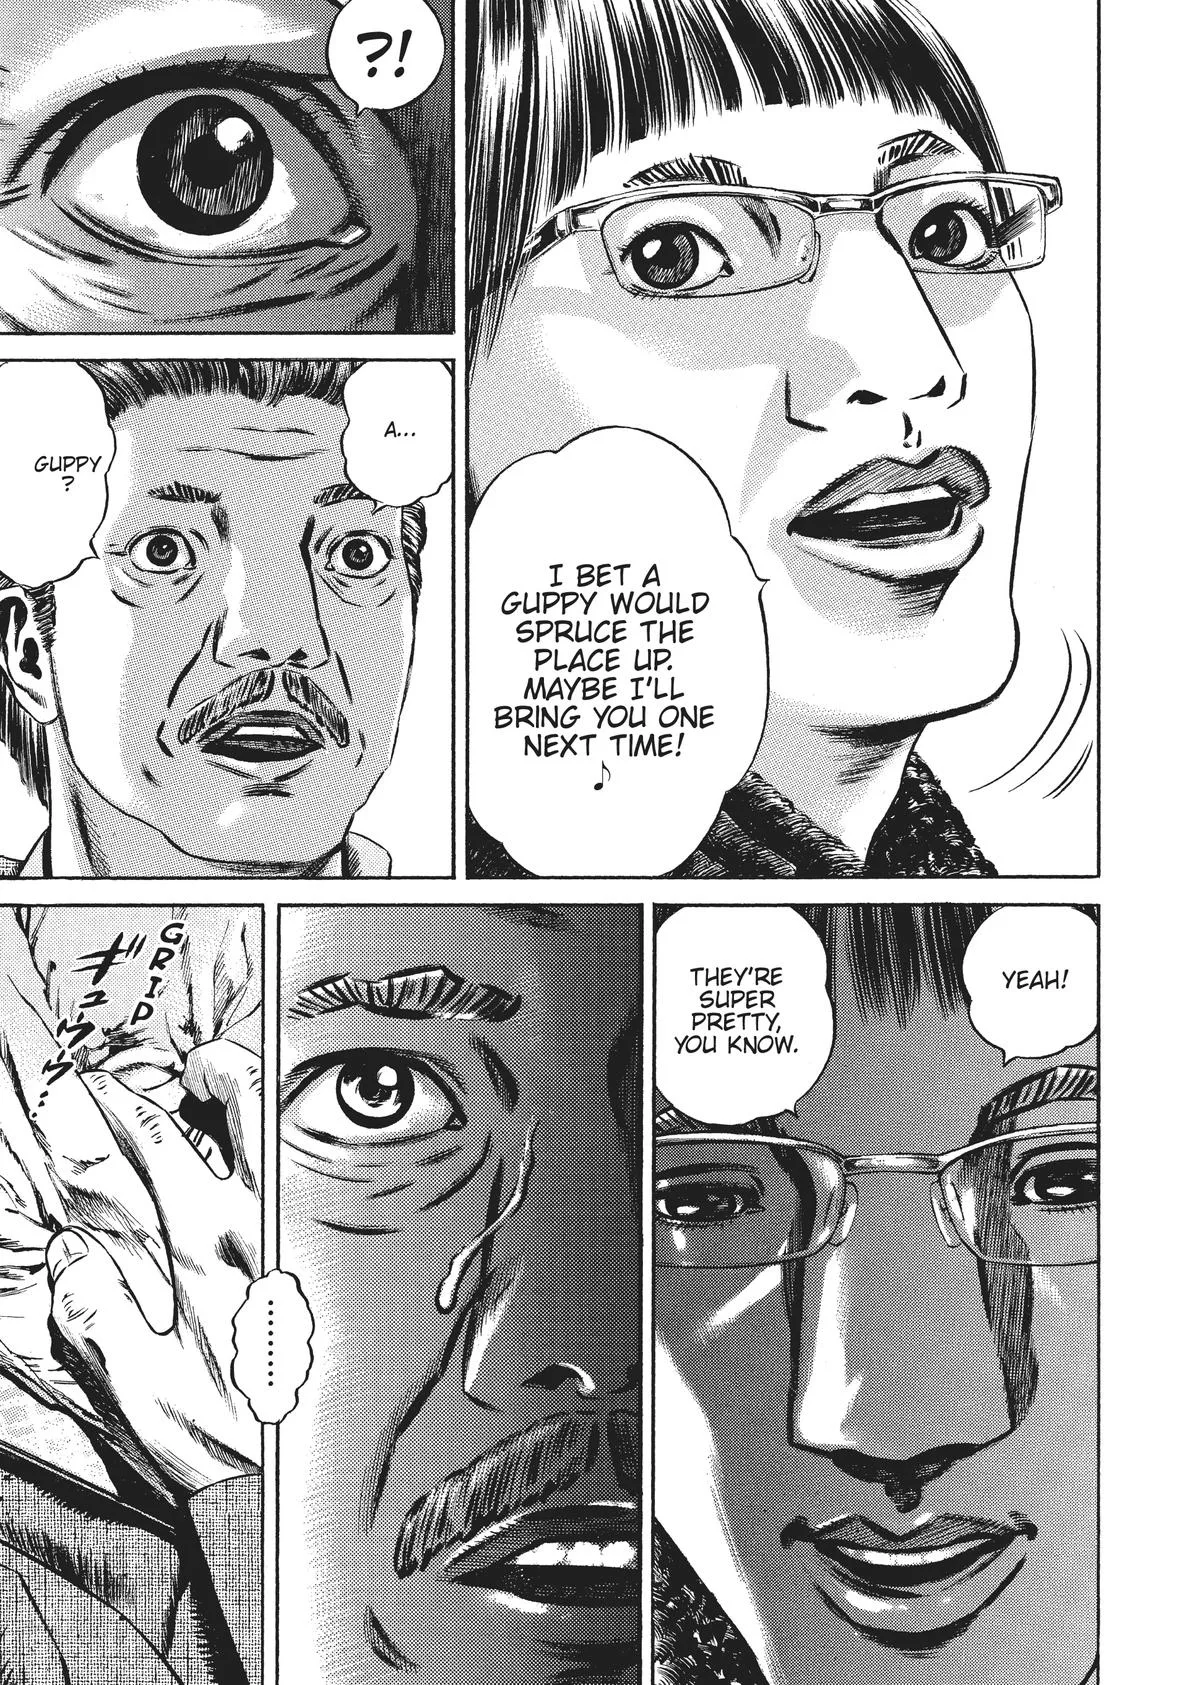 I BET A
GUPPY WOULD
SPRUCE THE
PLACE UP.
MAYBE I'LL
BRING YOU ONE
NEXT TIME!
♪
?!
A...
GUPPY
?
YEAH!
THEY'RE
SUPER
PRETTY,
YOU KNOW.
.........
GRIP
ギュウウ...